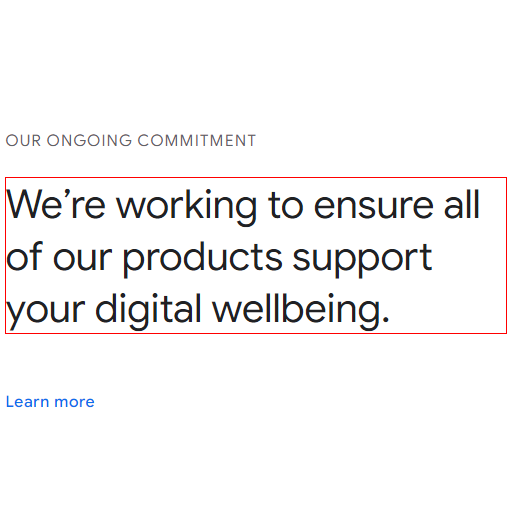 OUR ONGOING COMMITMENT
We’re working to ensure all
of our products support
your digital wellbeing.
Learn more